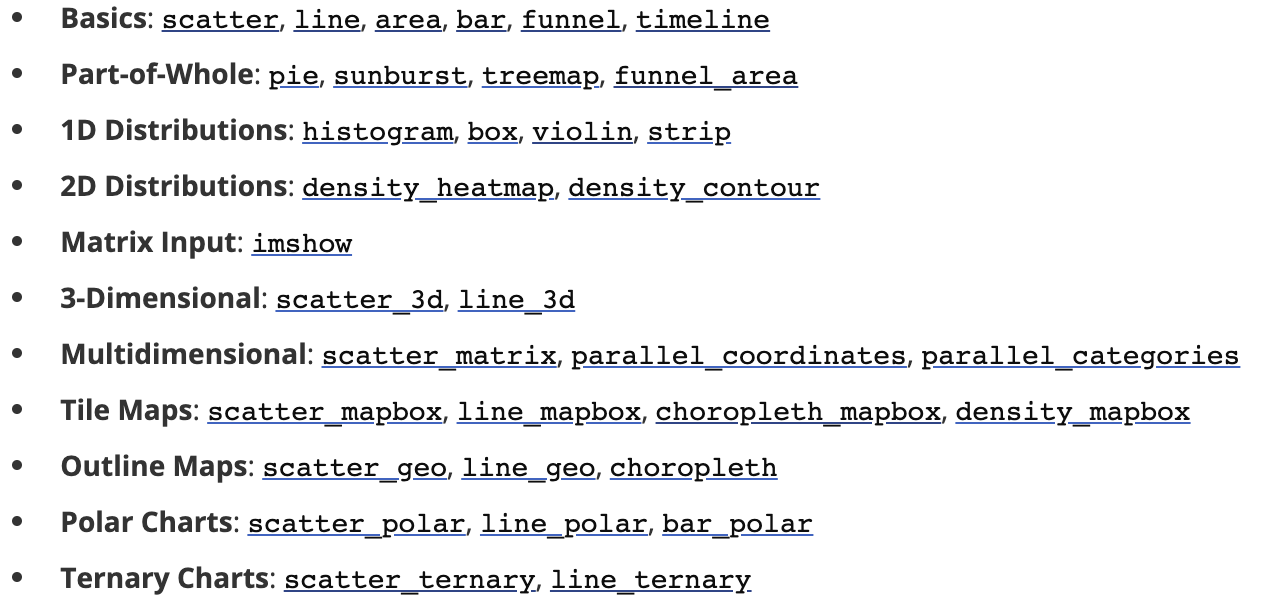 • Basics: scatter, line, area, bar, funnel, timeline
• Part-of-Whole: pie, sunburst, treemap, funnel_area
• 1D Distributions: histogram, box, violin, strip
• 2D Distributions: density_heatmap, density_contour
• Matrix Input: imshow
• 3-Dimensional: scatter_3d, line_3d
• Multidimensional: scatter_matrix, parallel_coordinates, parallel_categories
• Tile Maps: scatter_mapbox, line_mapbox, choropleth_mapbox, density_mapbox
• Outline Maps: scatter_geo, line_geo, choropleth
• Polar Charts: scatter_polar, line_polar, bar_polar
• Ternary Charts: scatter_ternary, line_ternary